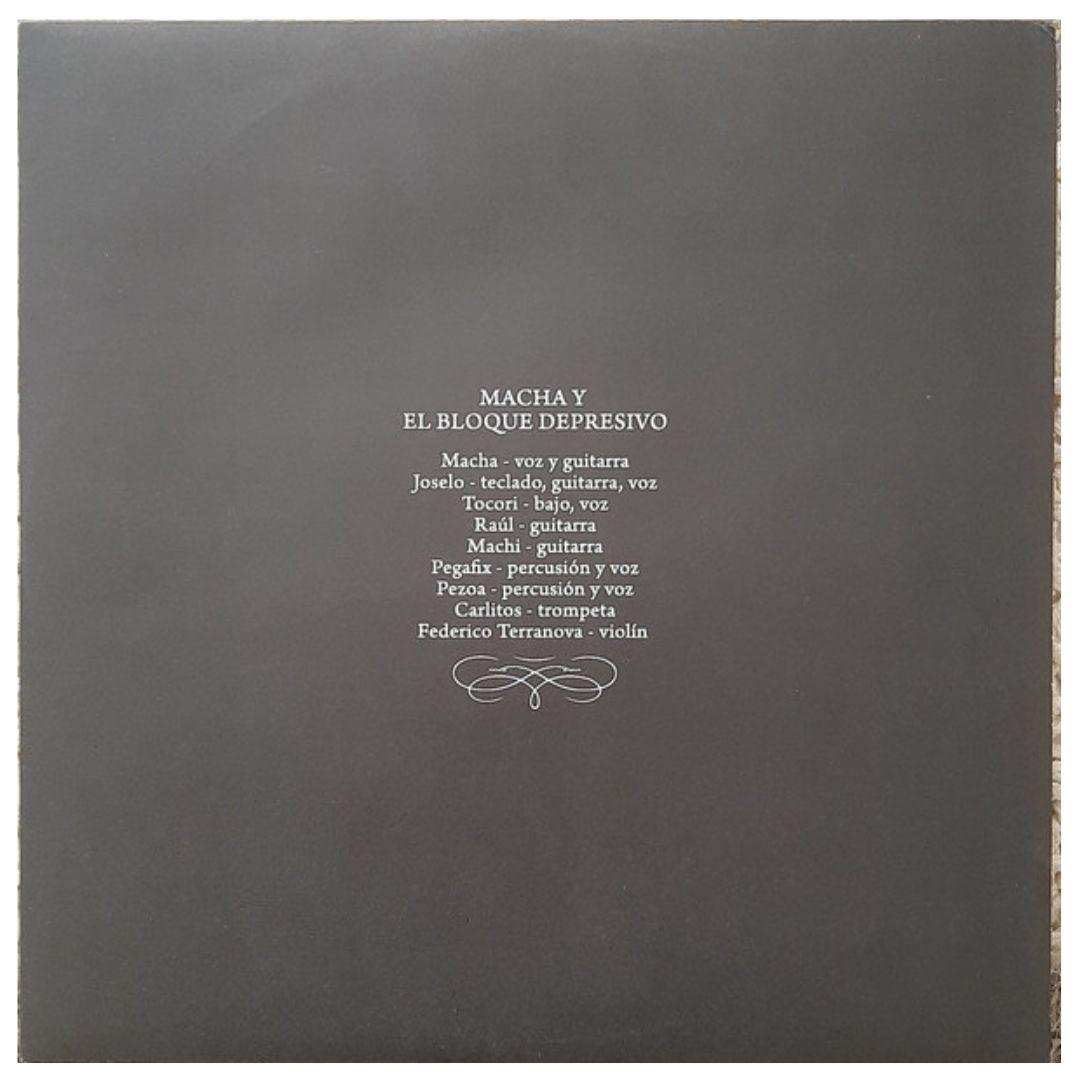 MACHA Y
EL BLOQUE DEPRESIVO
Macha - voz y guitarra
Joselo - teclado, guitarra, voz
Tocori - bajo, voz
Raúl - guitarra
Machi - guitarra
Pegafix - percusión y voz
Pezoa - percusión y voz
Carlitos - trompeta
Federico Terranova - violín